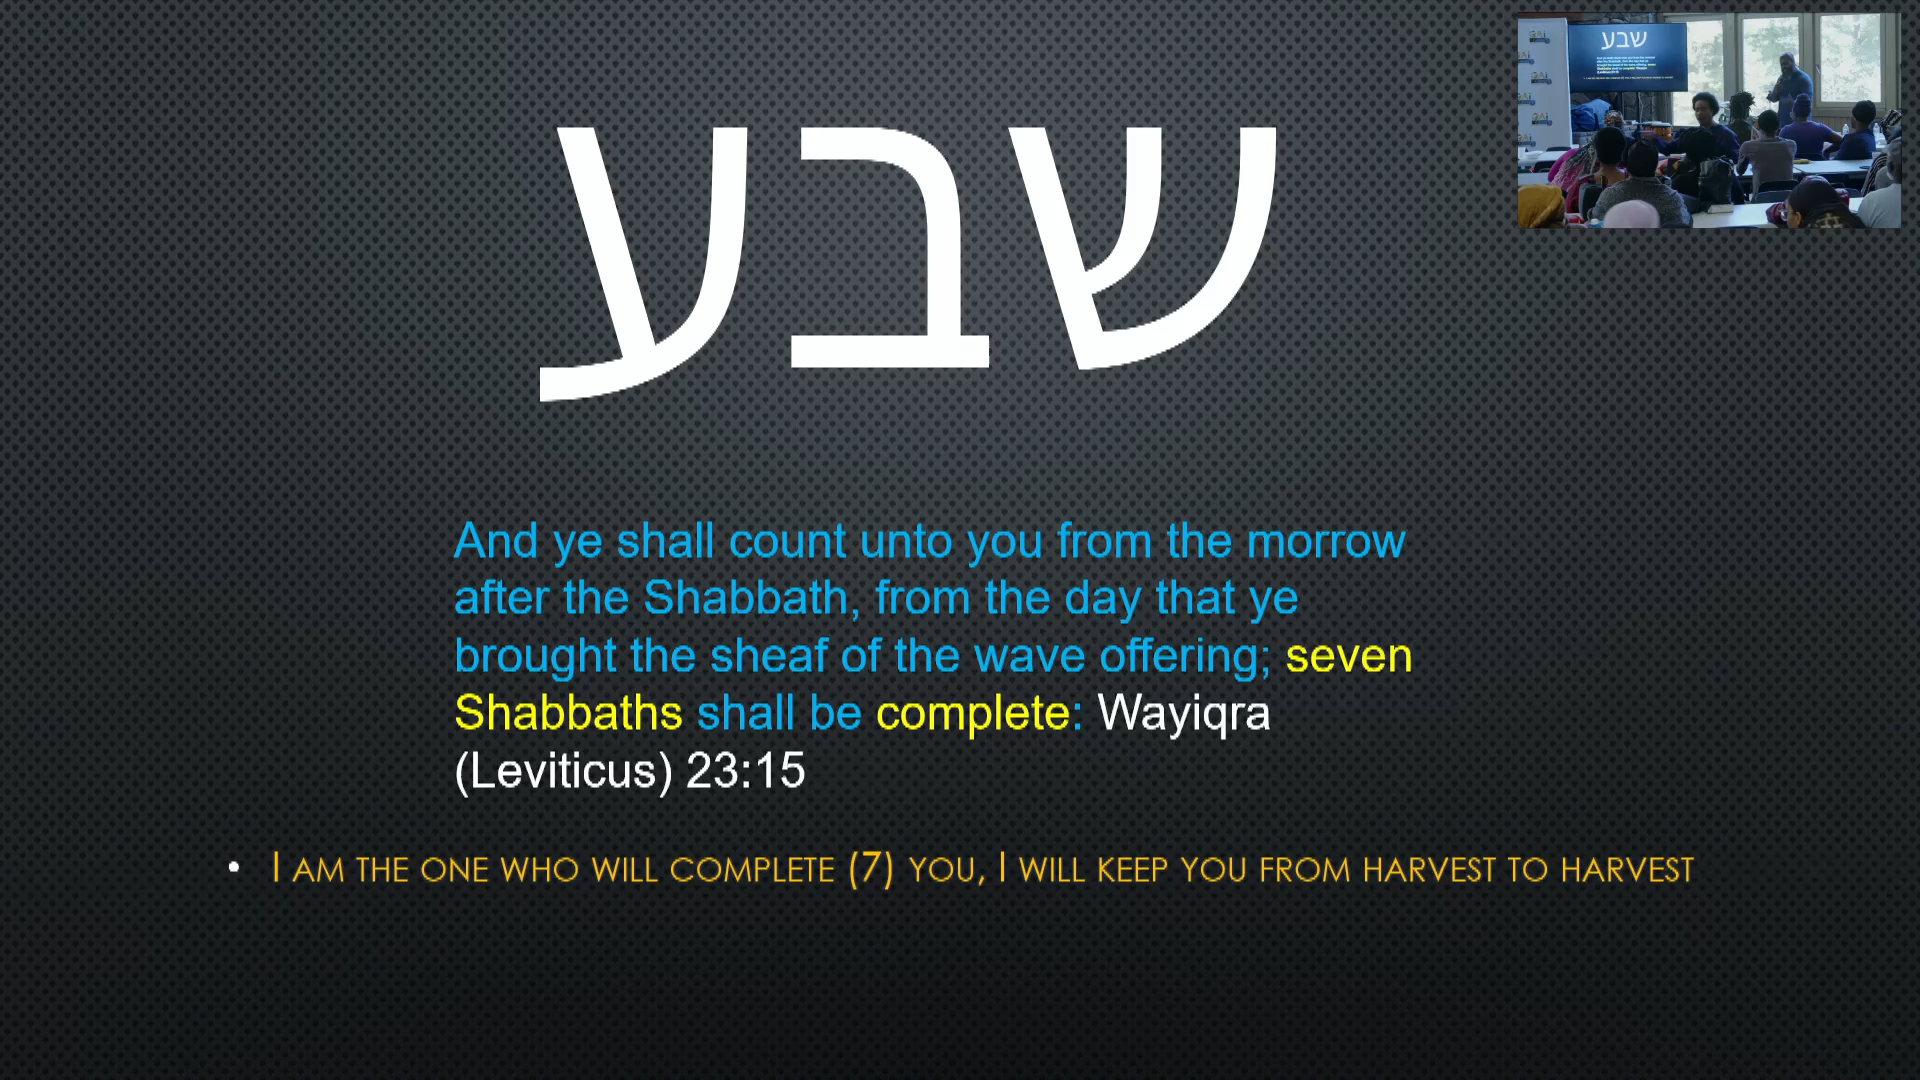 שבע
And ye shall count unto you from the morrow
after the Shabbath, from the day that ye
brought the sheaf of the wave offering; seven
Shabbaths shall be complete: Wayiqra
(Leviticus) 23:15
• I AM THE ONE WHO WILL COMPLETE (7) YOU, I WILL KEEP YOU FROM HARVEST TO HARVEST
שבע